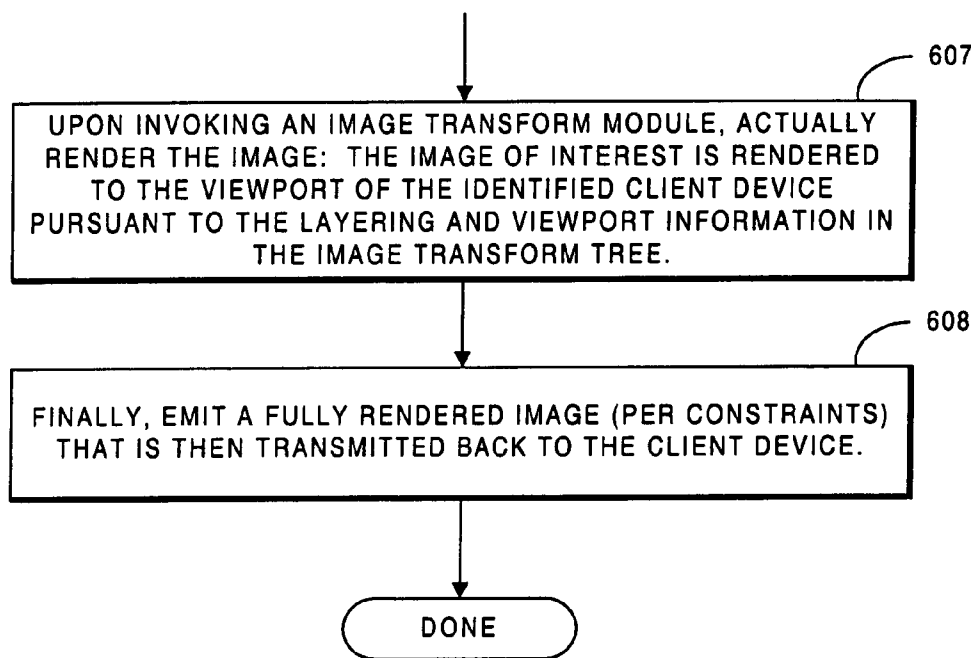 607
UPON INVOKING AN IMAGE TRANSFORM MODULE, ACTUALLY
RENDER THE IMAGE: THE IMAGE OF INTEREST IS RENDERED
TO THE VIEWPORT OF THE IDENTIFIED CLIENT DEVICE
PURSUANT TO THE LAYERING AND VIEWPORT INFORMATION IN
THE IMAGE TRANSFORM TREE.
608
FINALLY, EMIT A FULLY RENDERED IMAGE (PER CONSTRAINTS)
THAT IS THEN TRANSMITTED BACK TO THE CLIENT DEVICE.
DONE